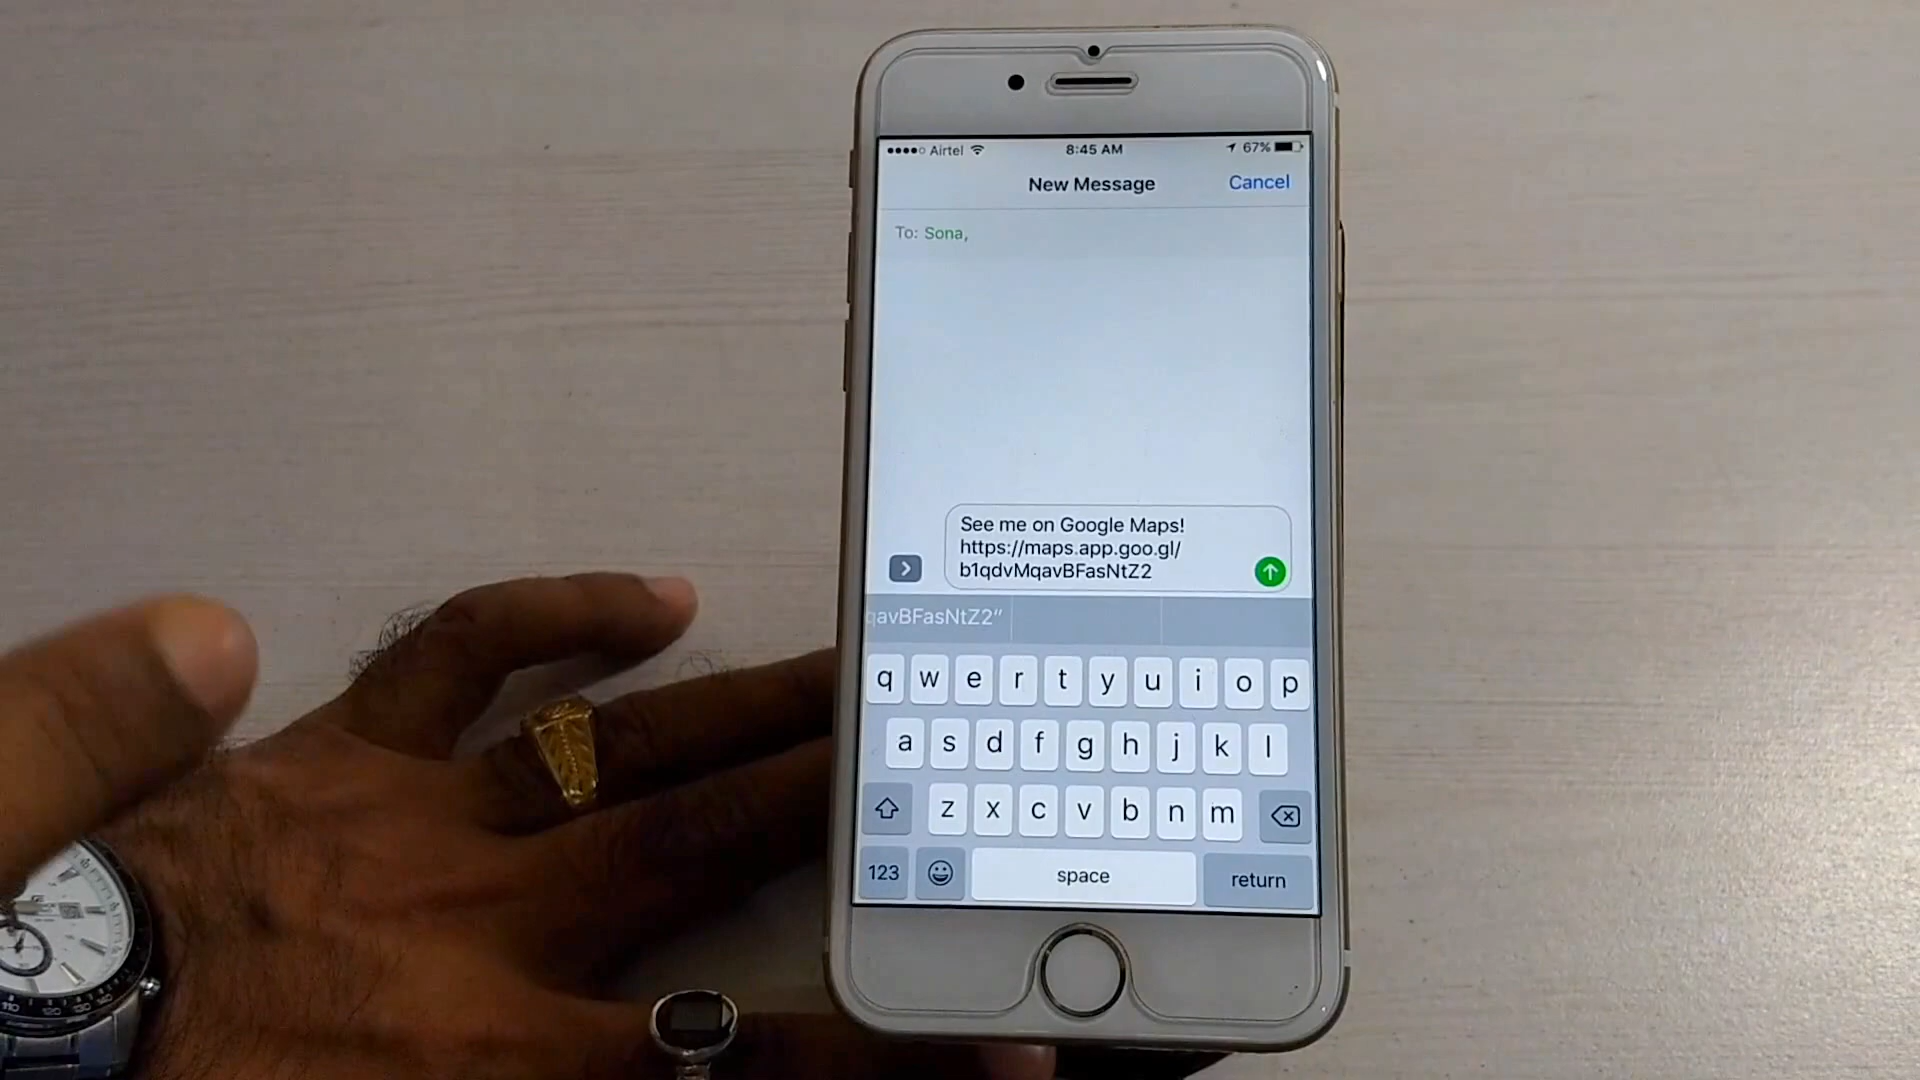 Airtel 8:45 AM 67%
New Message Cancel
To: Sona,
See me on Google Maps!
https://maps.app.goo.gl/
b1qdvMqavBFasNtZ2
qavBFasNtZ2"
q w e r t y u i o p
a s d f g h j k l
z x c v b n m
123 space return